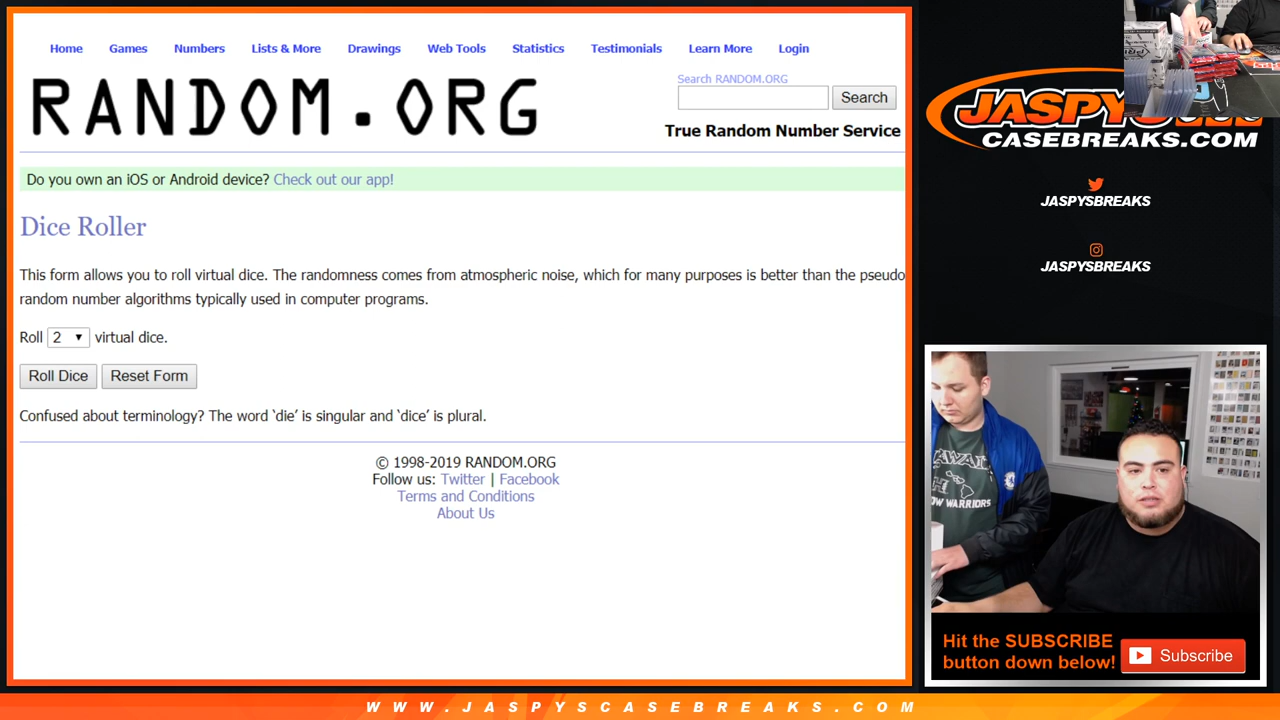 Home Games Numbers Lists & More Drawings Web Tools Statistics Testimonials Learn More Login
RANDOM.ORG
Search RANDOM.ORG
Search
True Random Number Service
Do you own an iOS or Android device? Check out our app!
Dice Roller
This form allows you to roll virtual dice. The randomness comes from atmospheric noise, which for many purposes is better than the pseudo
random number algorithms typically used in computer programs.
Roll 2 virtual dice.
Roll Dice Reset Form
Confused about terminology? The word ‘die’ is singular and ‘dice’ is plural.
© 1998-2019 RANDOM.ORG
Follow us: Twitter | Facebook
Terms and Conditions
About Us
CASEBREAKS.COM
JASPYSBREAKS
JASPYSBREAKS
Hit the SUBSCRIBE
button down below!
Subscribe
WWW.JASPYSCASEBREAKS.COM